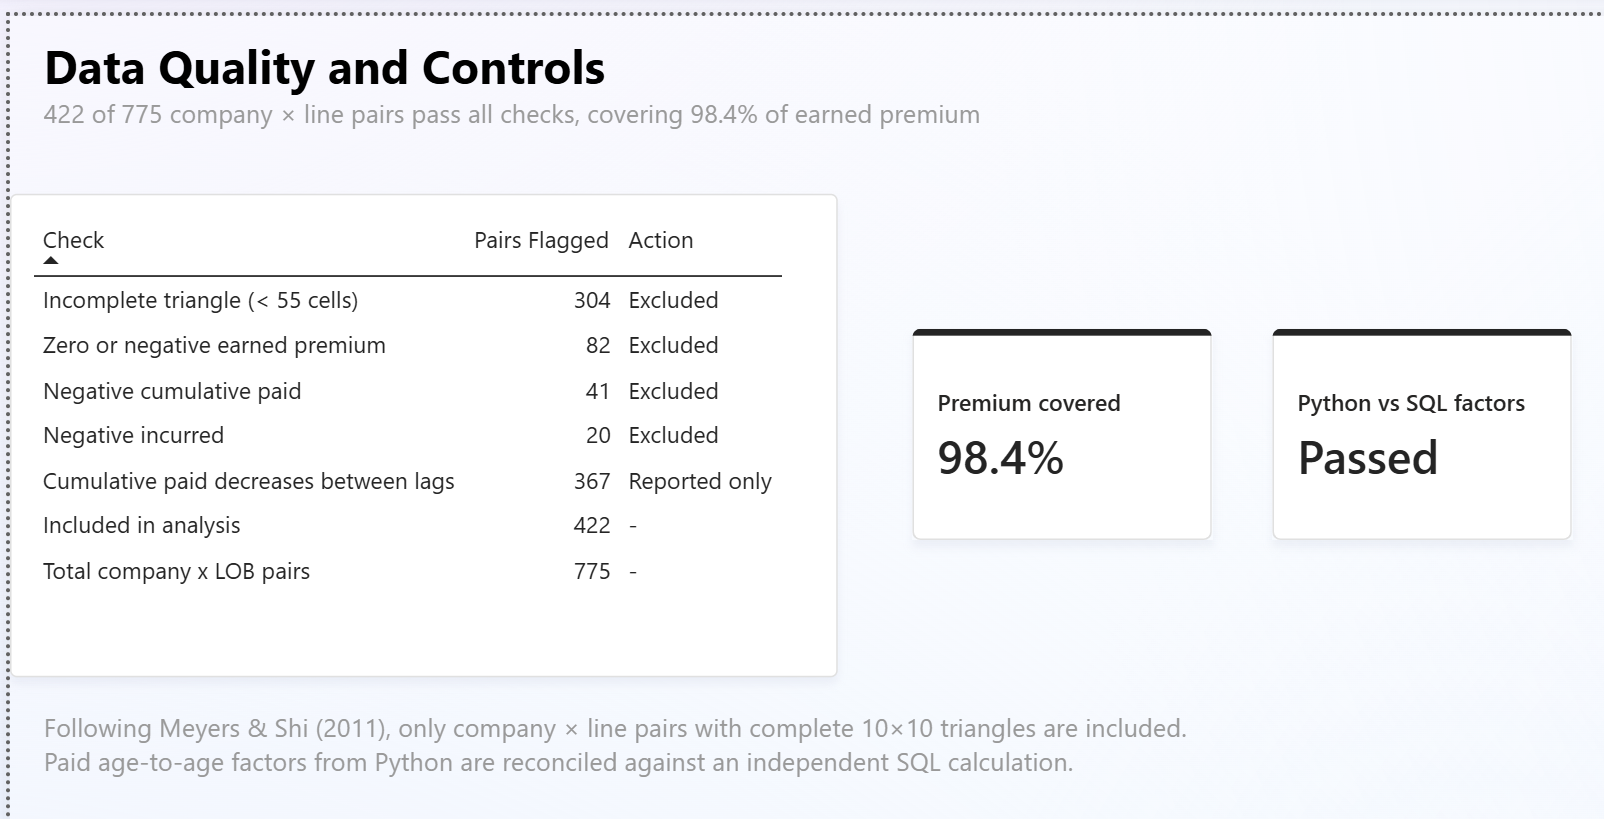 Data Quality and Controls
422 of 775 company × line pairs pass all checks, covering 98.4% of earned premium
Check Pairs Flagged Action
Incomplete triangle (< 55 cells) 304 Excluded
Zero or negative earned premium 82 Excluded
Negative cumulative paid 41 Excluded
Negative incurred 20 Excluded
Cumulative paid decreases between lags 367 Reported only
Included in analysis 422 -
Total company x LOB pairs 775 -
Premium covered
98.4%
Python vs SQL factors
Passed
Following Meyers & Shi (2011), only company × line pairs with complete 10×10 triangles are included.
Paid age-to-age factors from Python are reconciled against an independent SQL calculation.